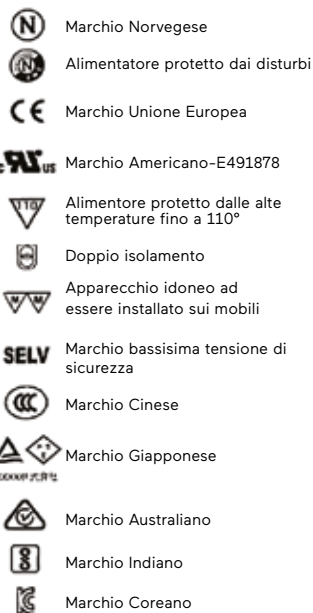 N Marchio Norvegese
N Alimentatore protetto dai disturbi
CE Marchio Unione Europea
c us Marchio Americano-E491878
110 Alimentore protetto dalle alte
temperature fino a 110°
Doppio isolamento
M M Apparecchio idoneo ad
essere installato sui mobili
SELV Marchio bassisima tensione di
sicurezza
CCC Marchio Cinese
Marchio Giapponese
Marchio Australiano
Marchio Indiano
Marchio Coreano